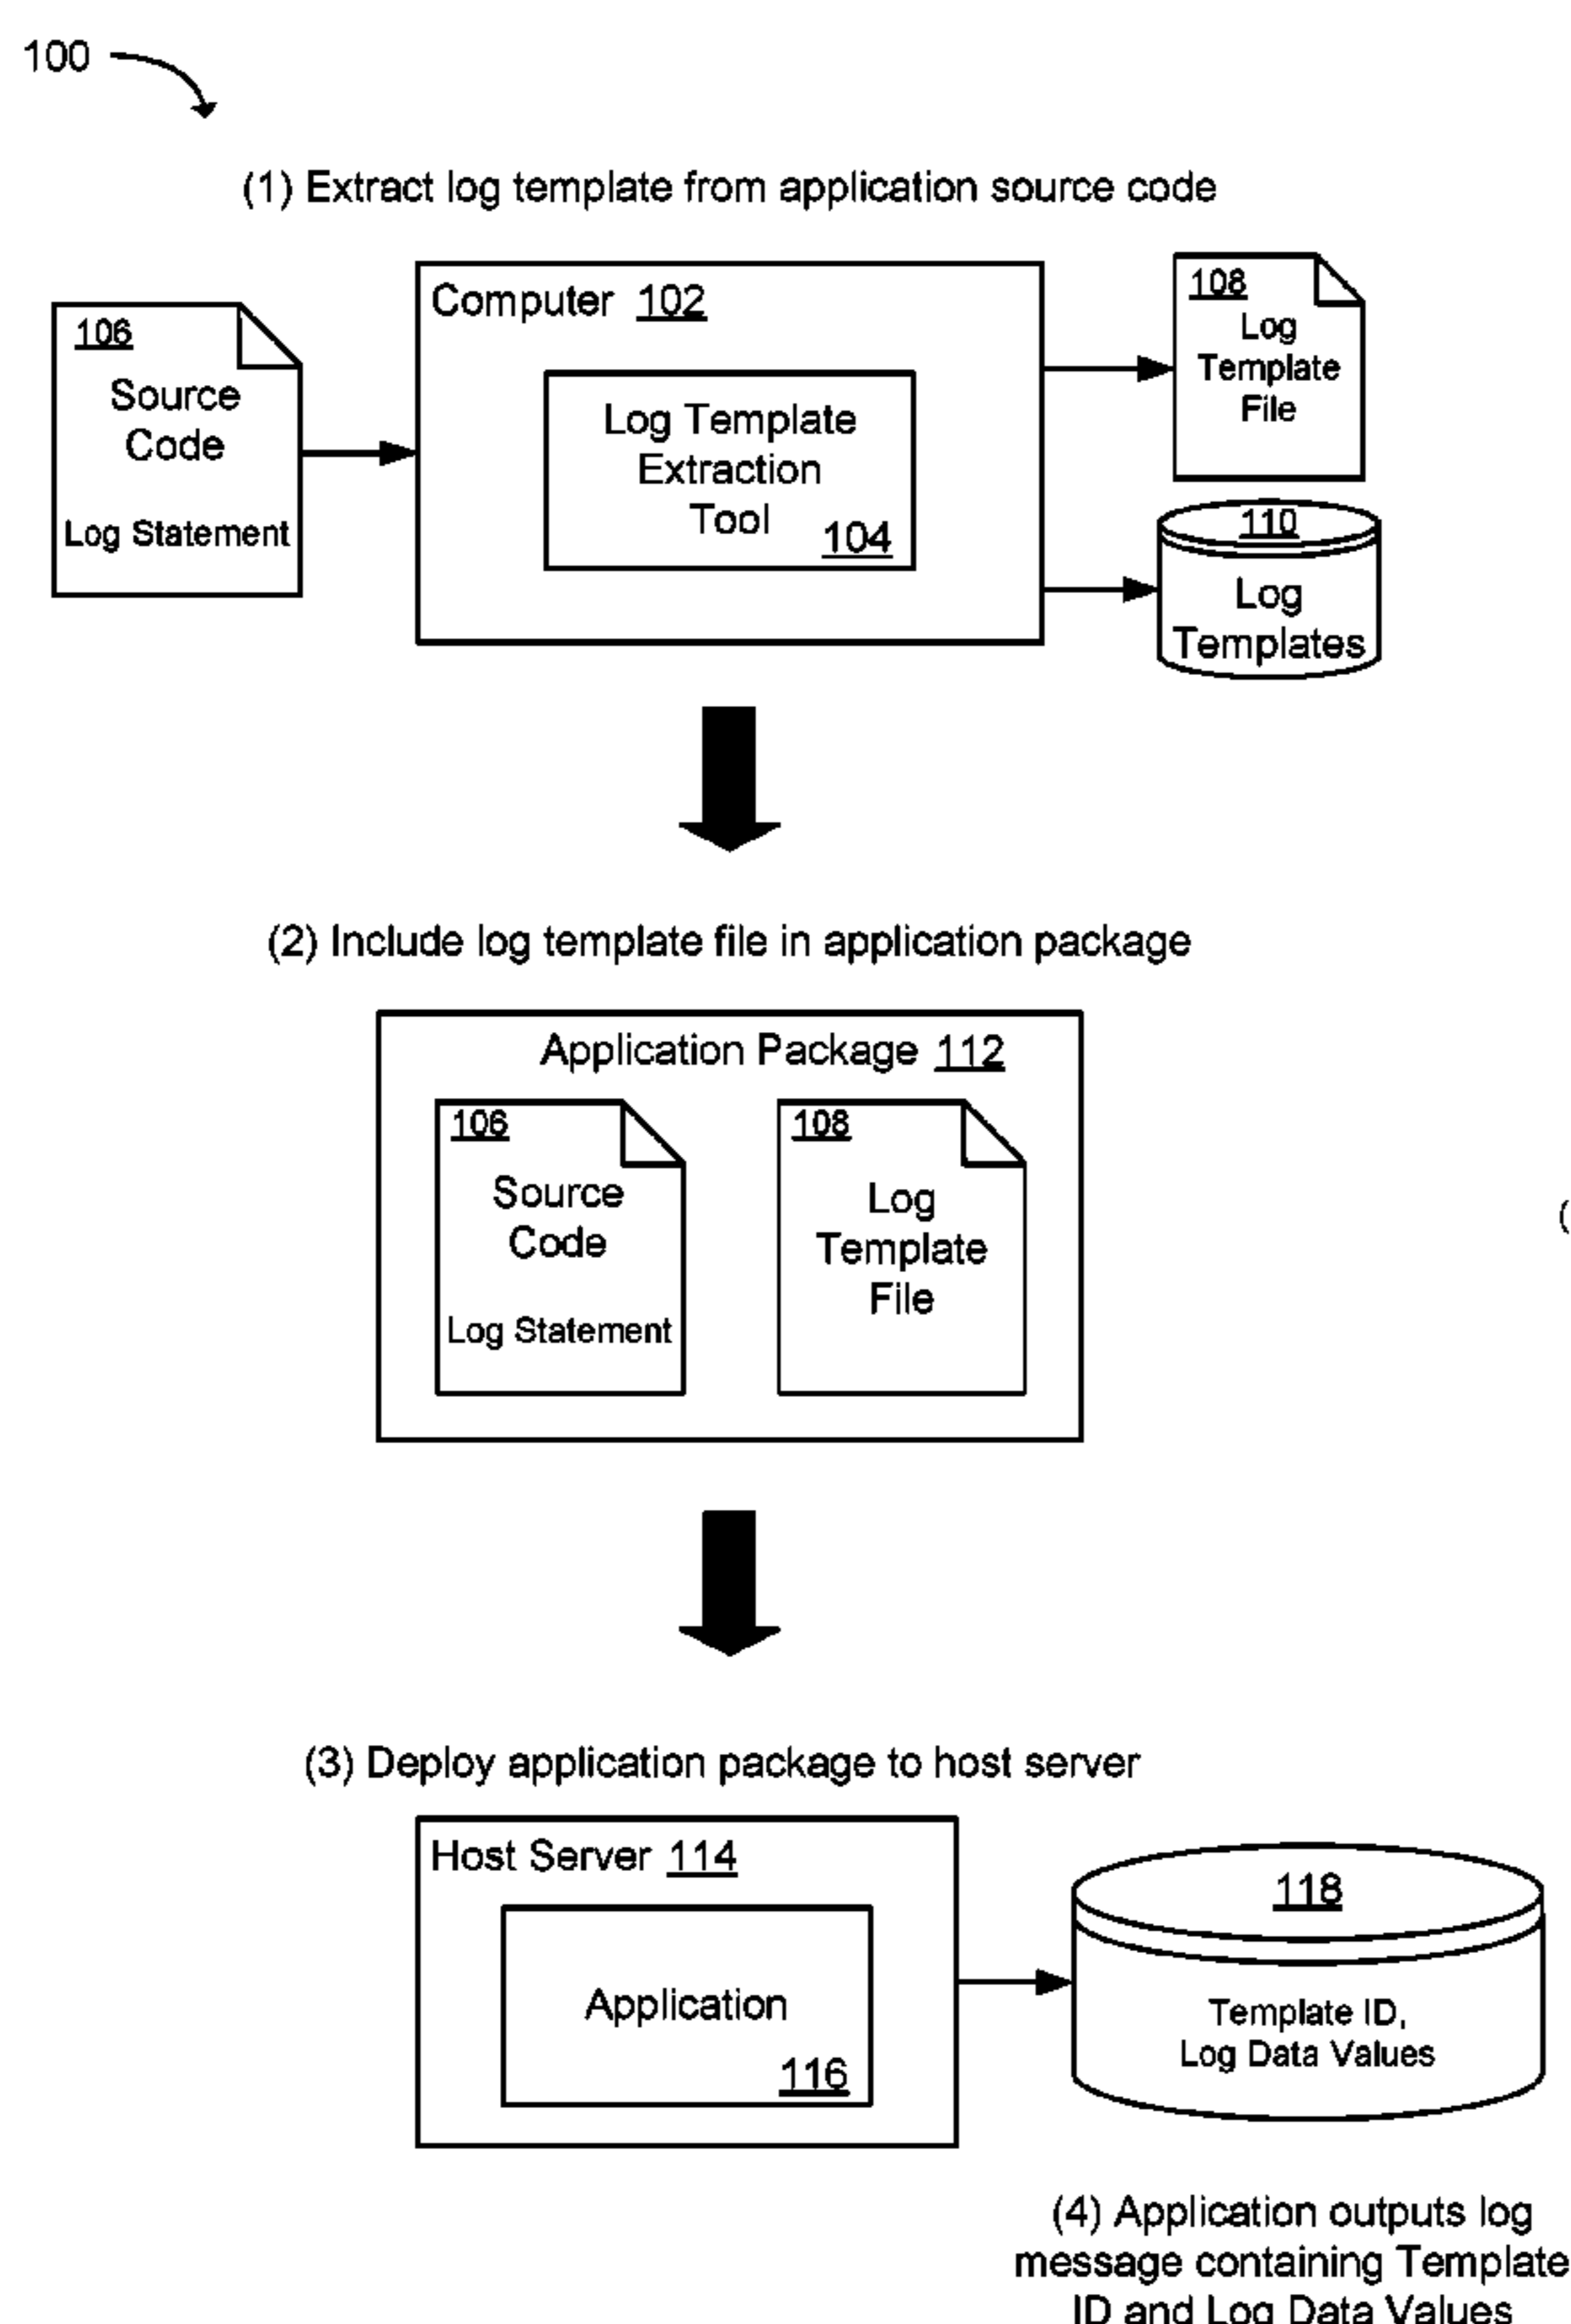 100
(1) Extract log template from application source code
106
Source
Code
Log Statement
Computer 102
Log Template
Extraction
Tool
104
108
Log
Template
File
110
Log
Templates
(2) Include log template file in application package
Application Package 112
106
Source
Code
Log Statement
108
Log
Template
File
(
(3) Deploy application package to host server
Host Server 114
Application
116
118
Template ID,
Log Data Values
(4) Application outputs log
message containing Template
ID and Log Data Values